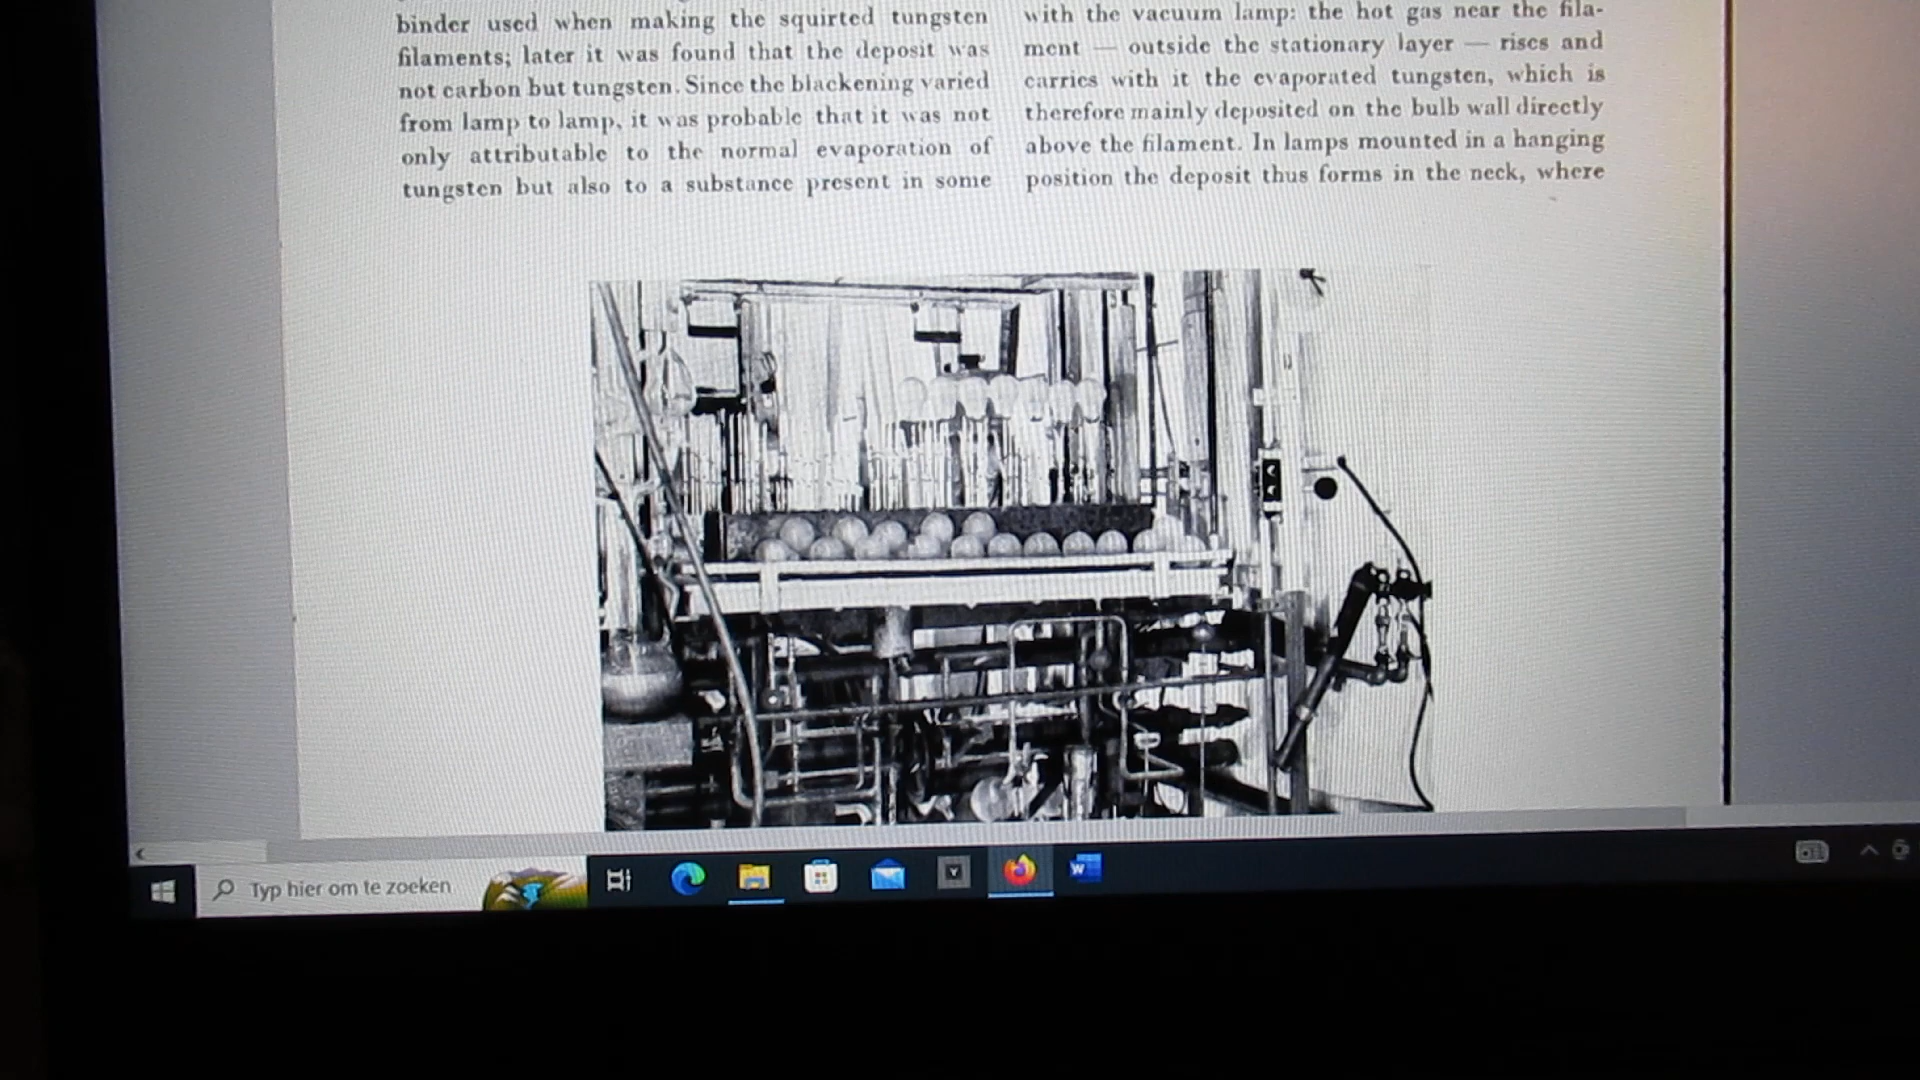 binder used when making the squirted tungsten
filaments; later it was found that the deposit was
not carbon but tungsten. Since the blackening varied
from lamp to lamp, it was probable that it was not
only attributable to the normal evaporation of
tungsten but also to a substance present in some
with the vacuum lamp: the hot gas near the fila-
ment — outside the stationary layer — rises and
carries with it the evaporated tungsten, which is
therefore mainly deposited on the bulb wall directly
above the filament. In lamps mounted in a hanging
position the deposit thus forms in the neck, where
Typ hier om te zoeken